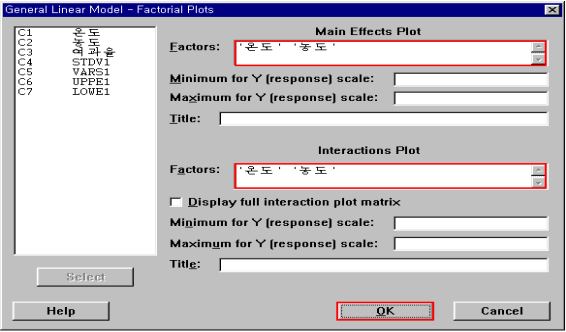 General Linear Model - Factorial Plots
C1 온도
C2 농도
C3 여과율
C4 STDV1
C5 VARS1
C6 UPPE1
C7 LOWE1
Select
Help
Main Effects Plot
Factors: '온도' '농도'
Minimum for Y (response) scale:
Maximum for Y (response) scale:
Title:
Interactions Plot
Factors: '온도' '농도'
Display full interaction plot matrix
Minimum for Y (response) scale:
Maximum for Y (response) scale:
Title:
OK
Cancel